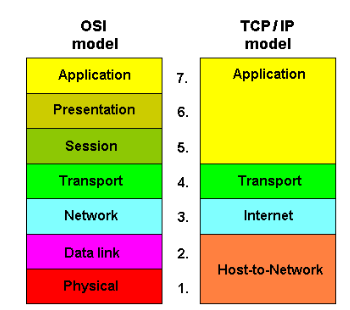 OSI
model
TCP/IP
model
Application
7.
Application
Presentation
6.
Session
5.
Transport
4.
Transport
Network
3.
Internet
Data link
2.
Host-to-Network
Physical
1.